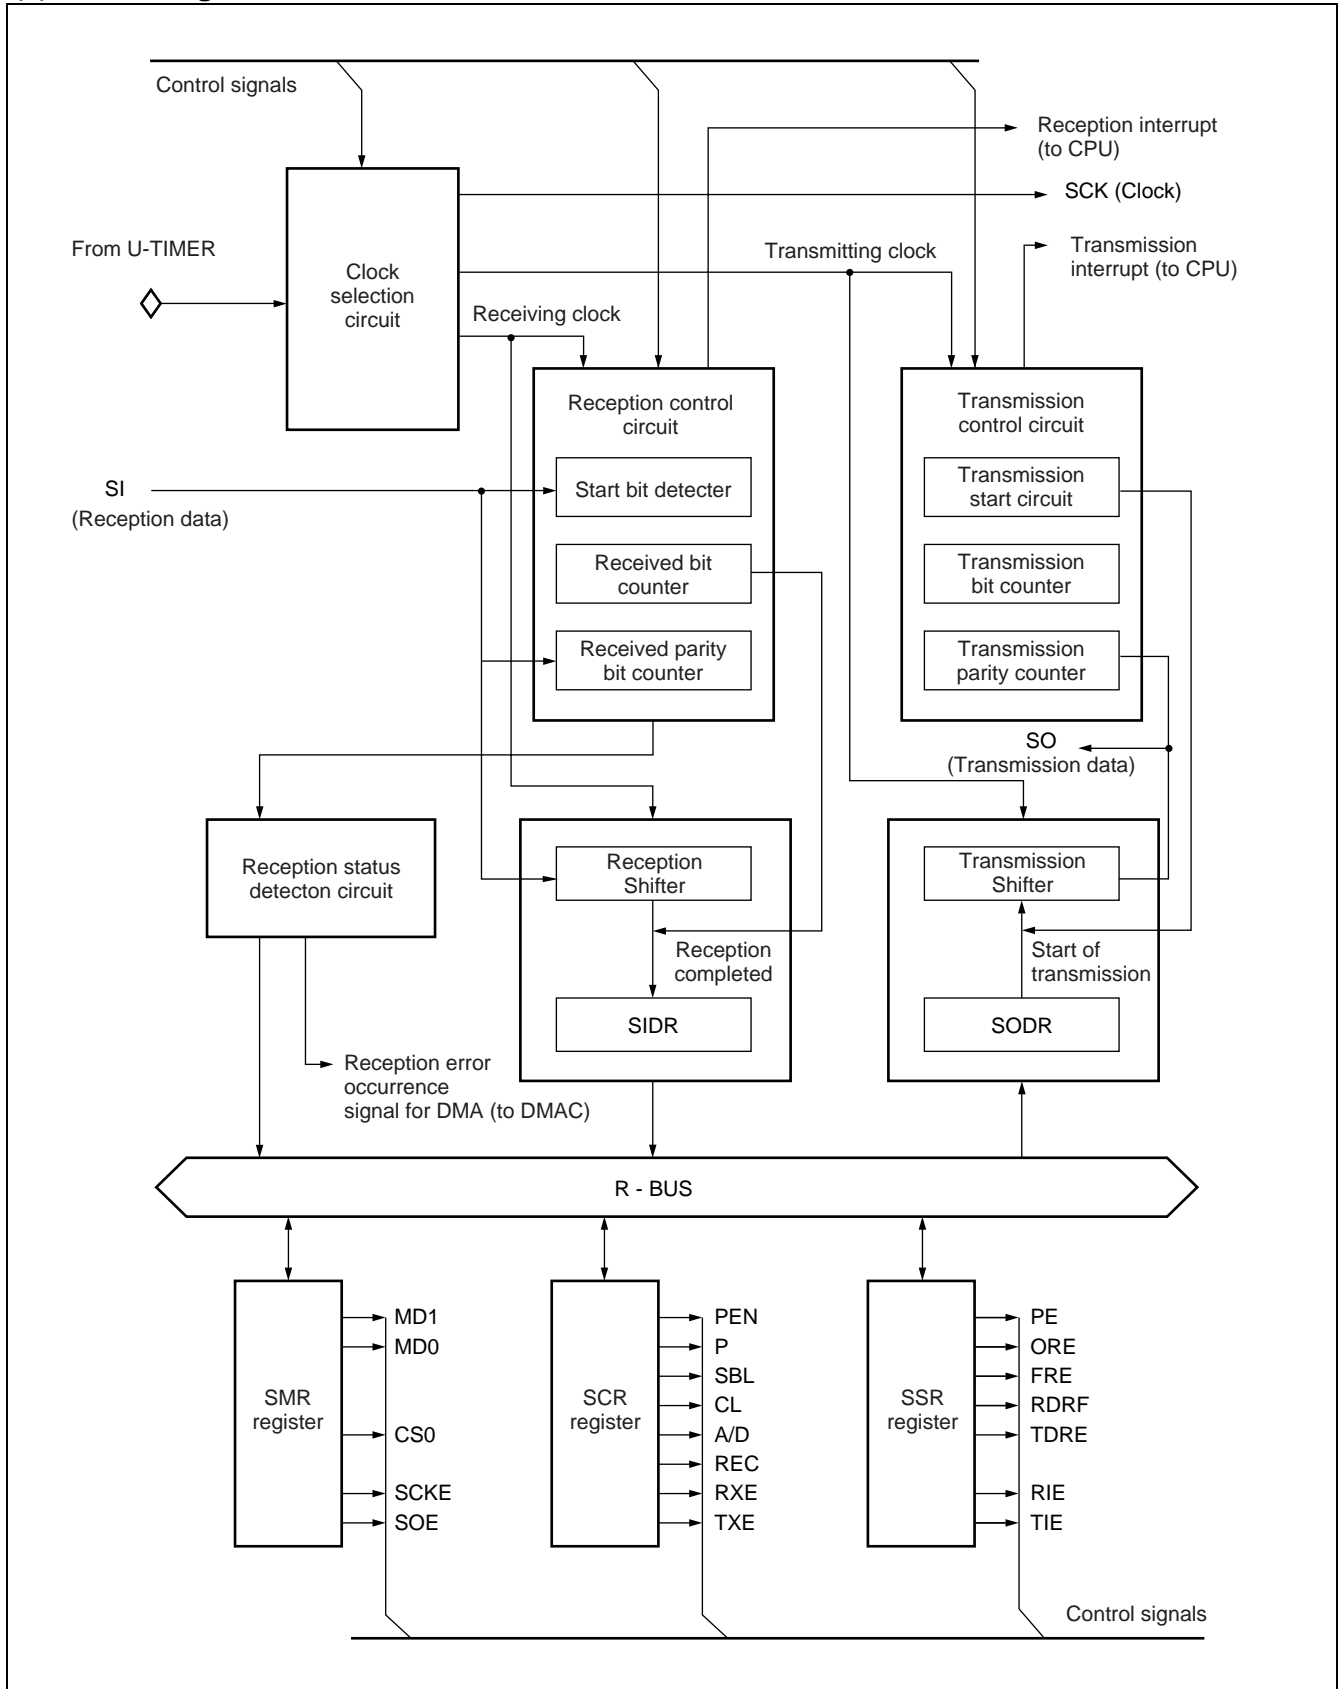 Control signals
Reception interrupt
(to CPU)
SCK (Clock)
From U-TIMER
Transmitting clock
Transmission
interrupt (to CPU)
Clock
selection
circuit
Receiving clock
Reception control
circuit
Transmission
control circuit
SI
(Reception data)
Start bit detecter
Transmission
start circuit
Received bit
counter
Transmission
bit counter
Received parity
bit counter
Transmission
parity counter
SO
(Transmission data)
Reception status
detecton circuit
Reception
Shifter
Transmission
Shifter
Reception
completed
Start of
transmission
SIDR
SODR
Reception error
occurrence
signal for DMA (to DMAC)
R - BUS
SMR
register
MD1
MD0
CS0
SCKE
SOE
SCR
register
PEN
P
SBL
CL
A/D
REC
RXE
TXE
SSR
register
PE
ORE
FRE
RDRF
TDRE
RIE
TIE
Control signals